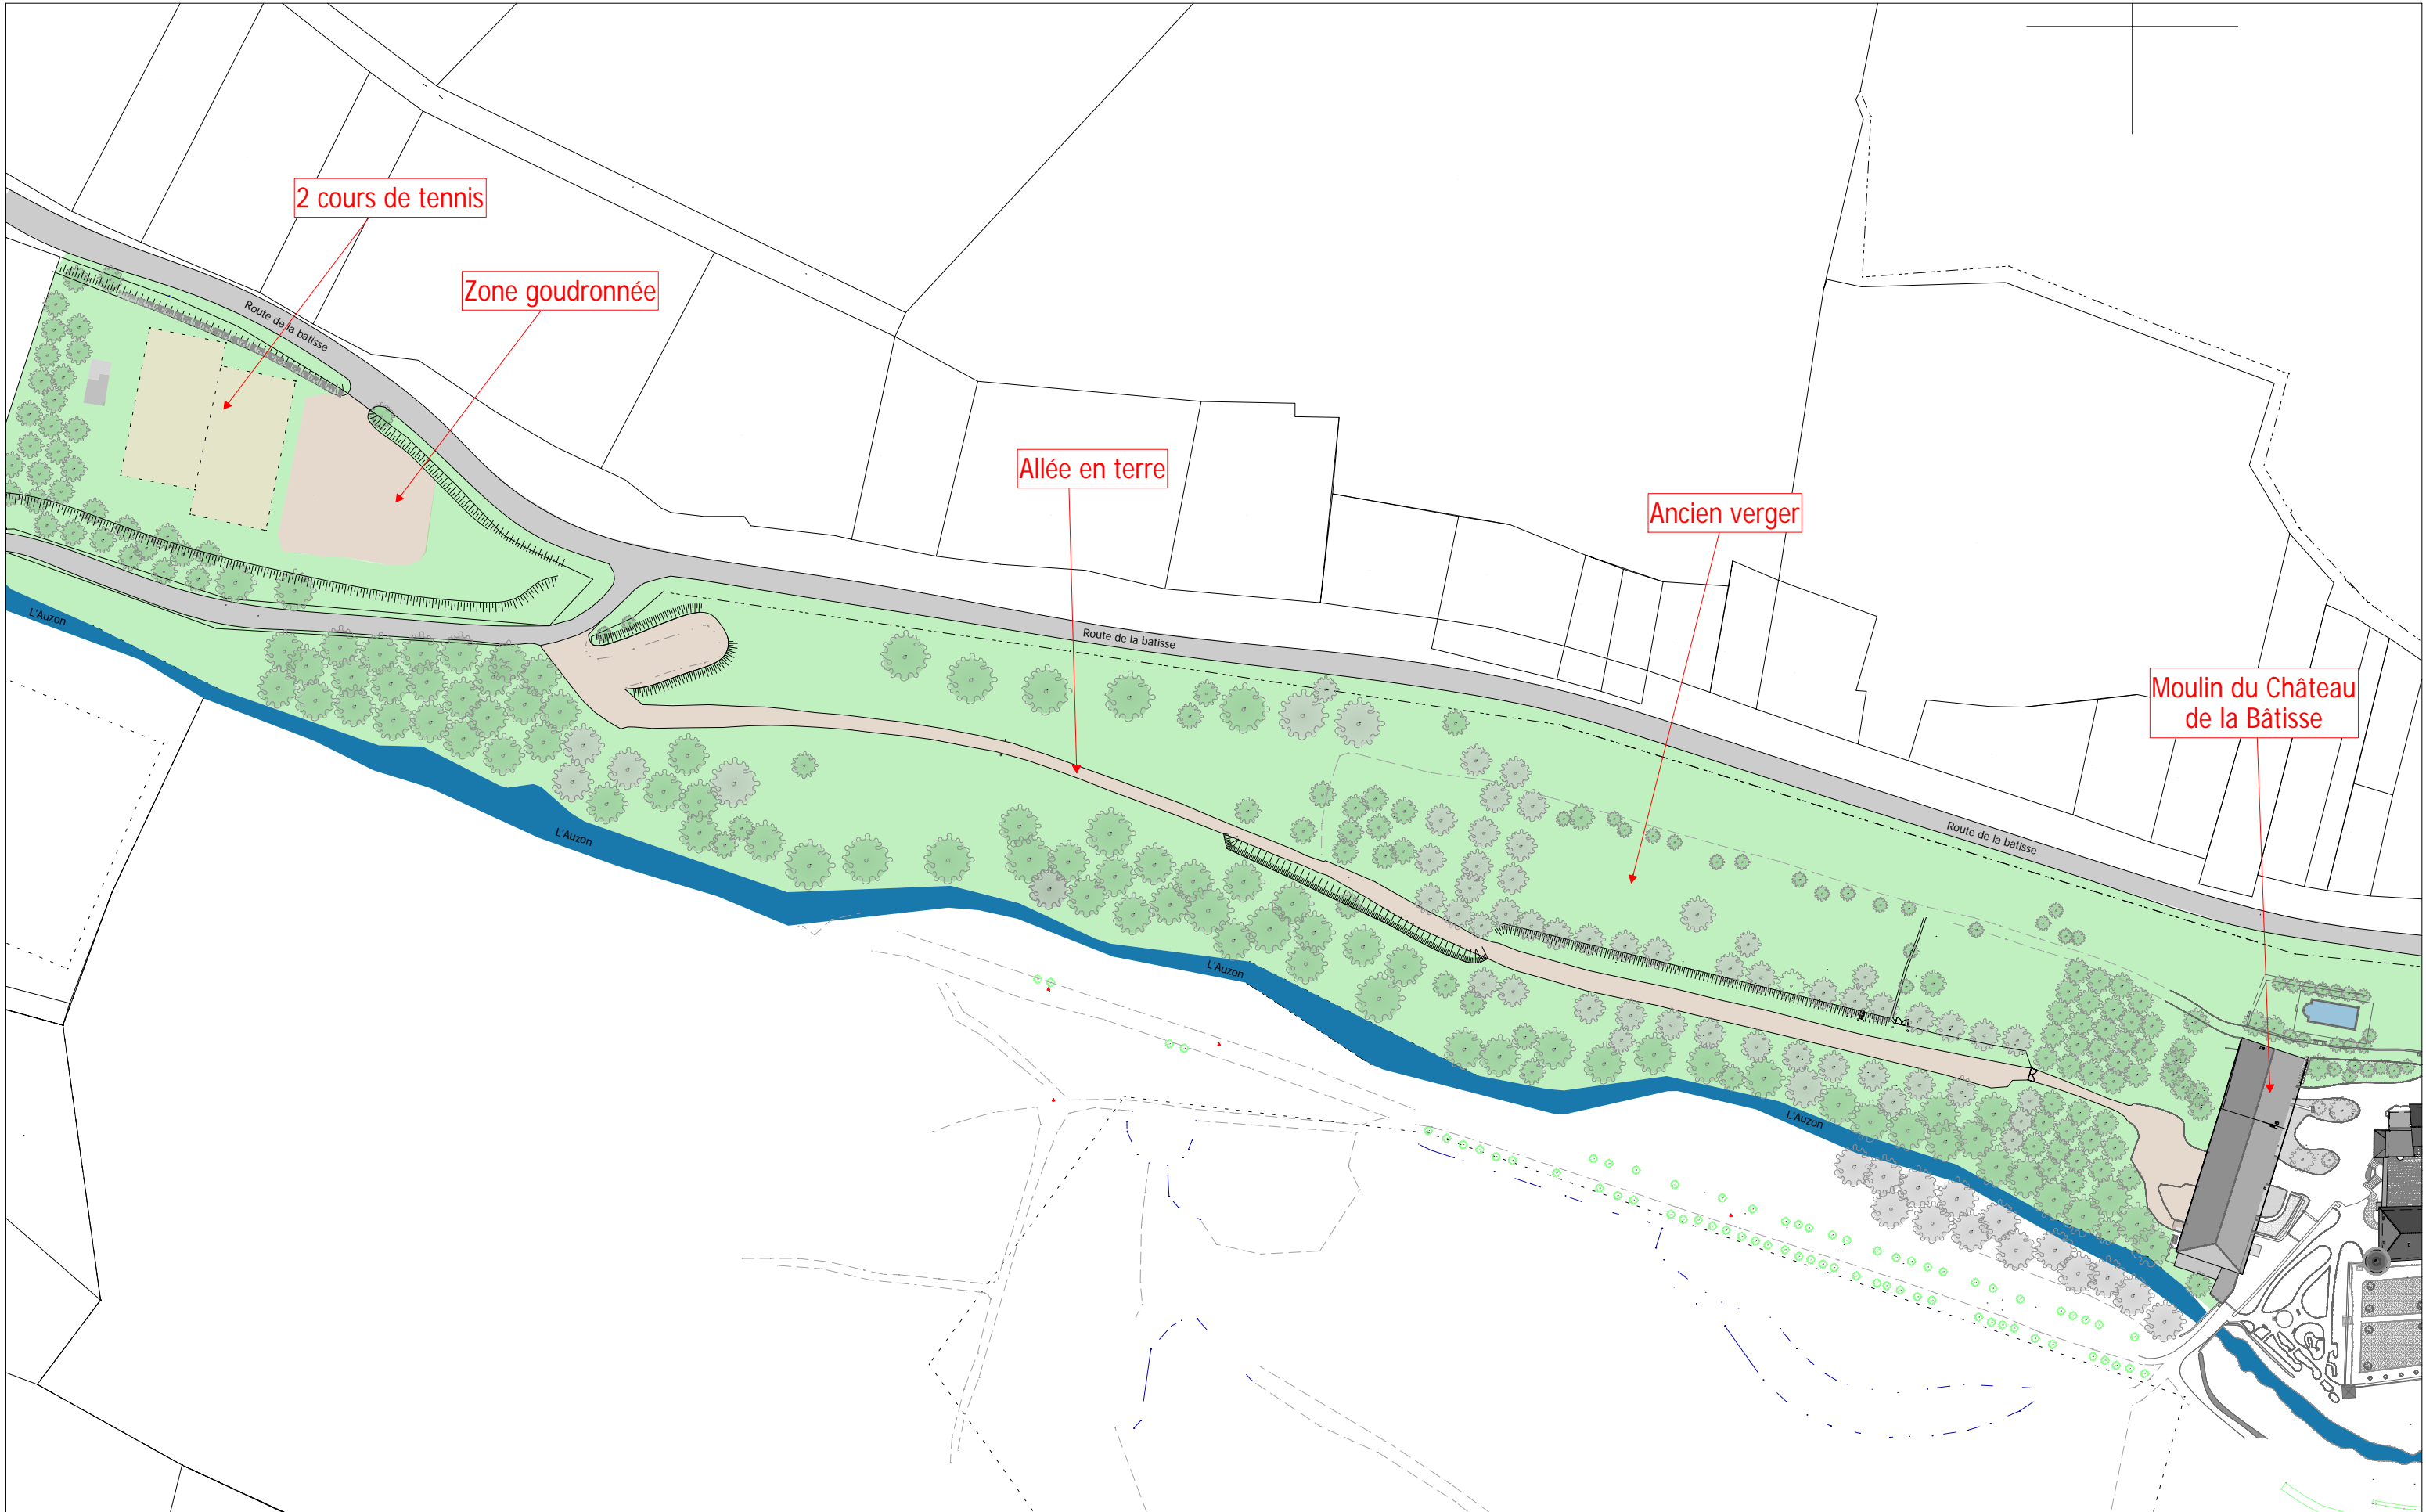 2 cours de tennis
Zone goudronnée
Route de la batisse
Allée en terre
Ancien verger
L'Auzon
Route de la batisse
Moulin du Château
de la Bâtisse
L'Auzon
Route de la batisse
L'Auzon
L'Auzon